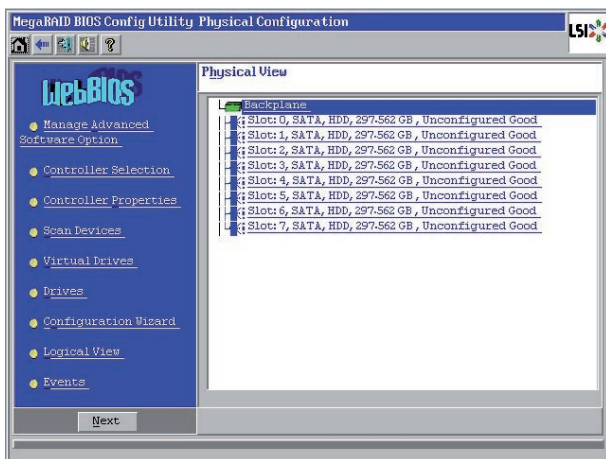 MegaRAID BIOS Config Utility Physical Configuration
LSI
?
WebBIOS
Manage Advanced
Software Option
Controller Selection
Controller Properties
Scan Devices
Virtual Drives
Drives
Configuration Wizard
Logical View
Events
Next
Physical View
Backplane
Slot: 0, SATA, HDD, 297.562 GB , Unconfigured Good
Slot: 1, SATA, HDD, 297.562 GB , Unconfigured Good
Slot: 2, SATA, HDD, 297.562 GB , Unconfigured Good
Slot: 3, SATA, HDD, 297.562 GB , Unconfigured Good
Slot: 4, SATA, HDD, 297.562 GB , Unconfigured Good
Slot: 5, SATA, HDD, 297.562 GB , Unconfigured Good
Slot: 6, SATA, HDD, 297.562 GB , Unconfigured Good
Slot: 7, SATA, HDD, 297.562 GB , Unconfigured Good